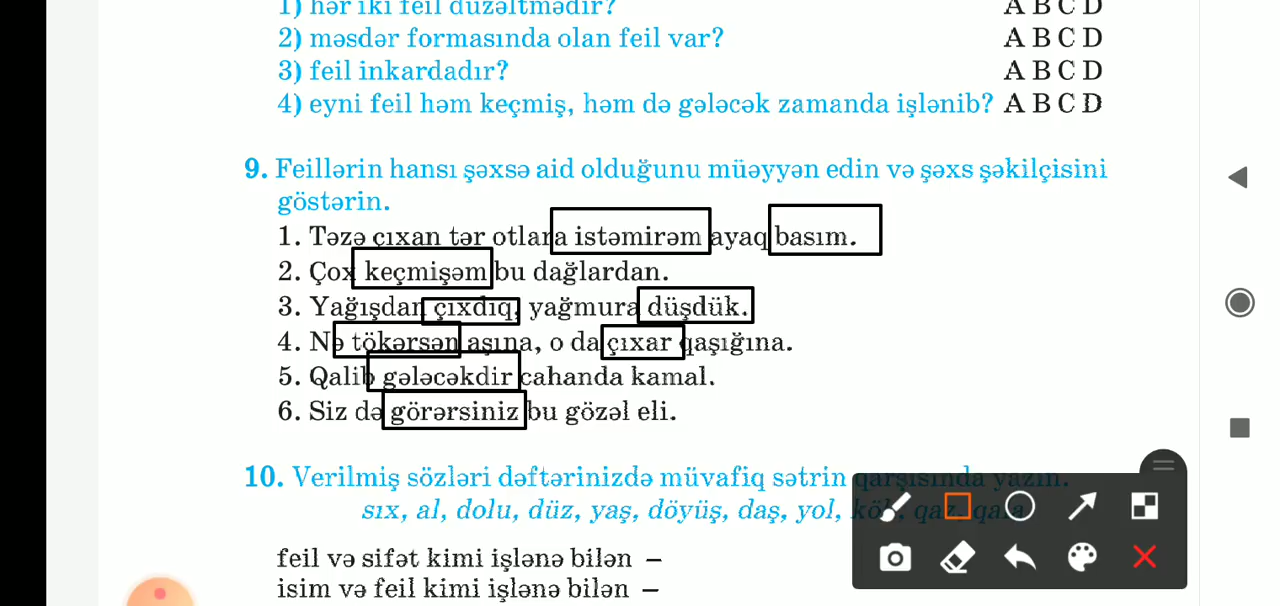 1) hər iki feil düzəltmədir? A B C D
2) məsdər formasında olan feil var? A B C D
3) feil inkardadır? A B C D
4) eyni feil həm keçmiş, həm də gələcək zamanda işlənib? A B C D
9. Feillərin hansı şəxsə aid olduğunu müəyyən edin və şəxs şəkilçisini
göstərin.
1. Təzə çıxan tər otlara istəmirəm ayaq basım.
2. Çox keçmişəm bu dağlardan.
3. Yağışdan çıxdıq, yağmura düşdük.
4. Nə tökərsən aşına, o da çıxar qaşığına.
5. Qalib gələcəkdir cahanda kamal.
6. Siz də görərsiniz bu gözəl eli.
10. Verilmiş sözləri dəftərinizdə müvafiq sətrin qarşısında yazın.
sıx, al, dolu, düz, yaş, döyüş, daş, yol, köç, qaz, qala
feil və sifət kimi işlənə bilən –
isim və feil kimi işlənə bilən –